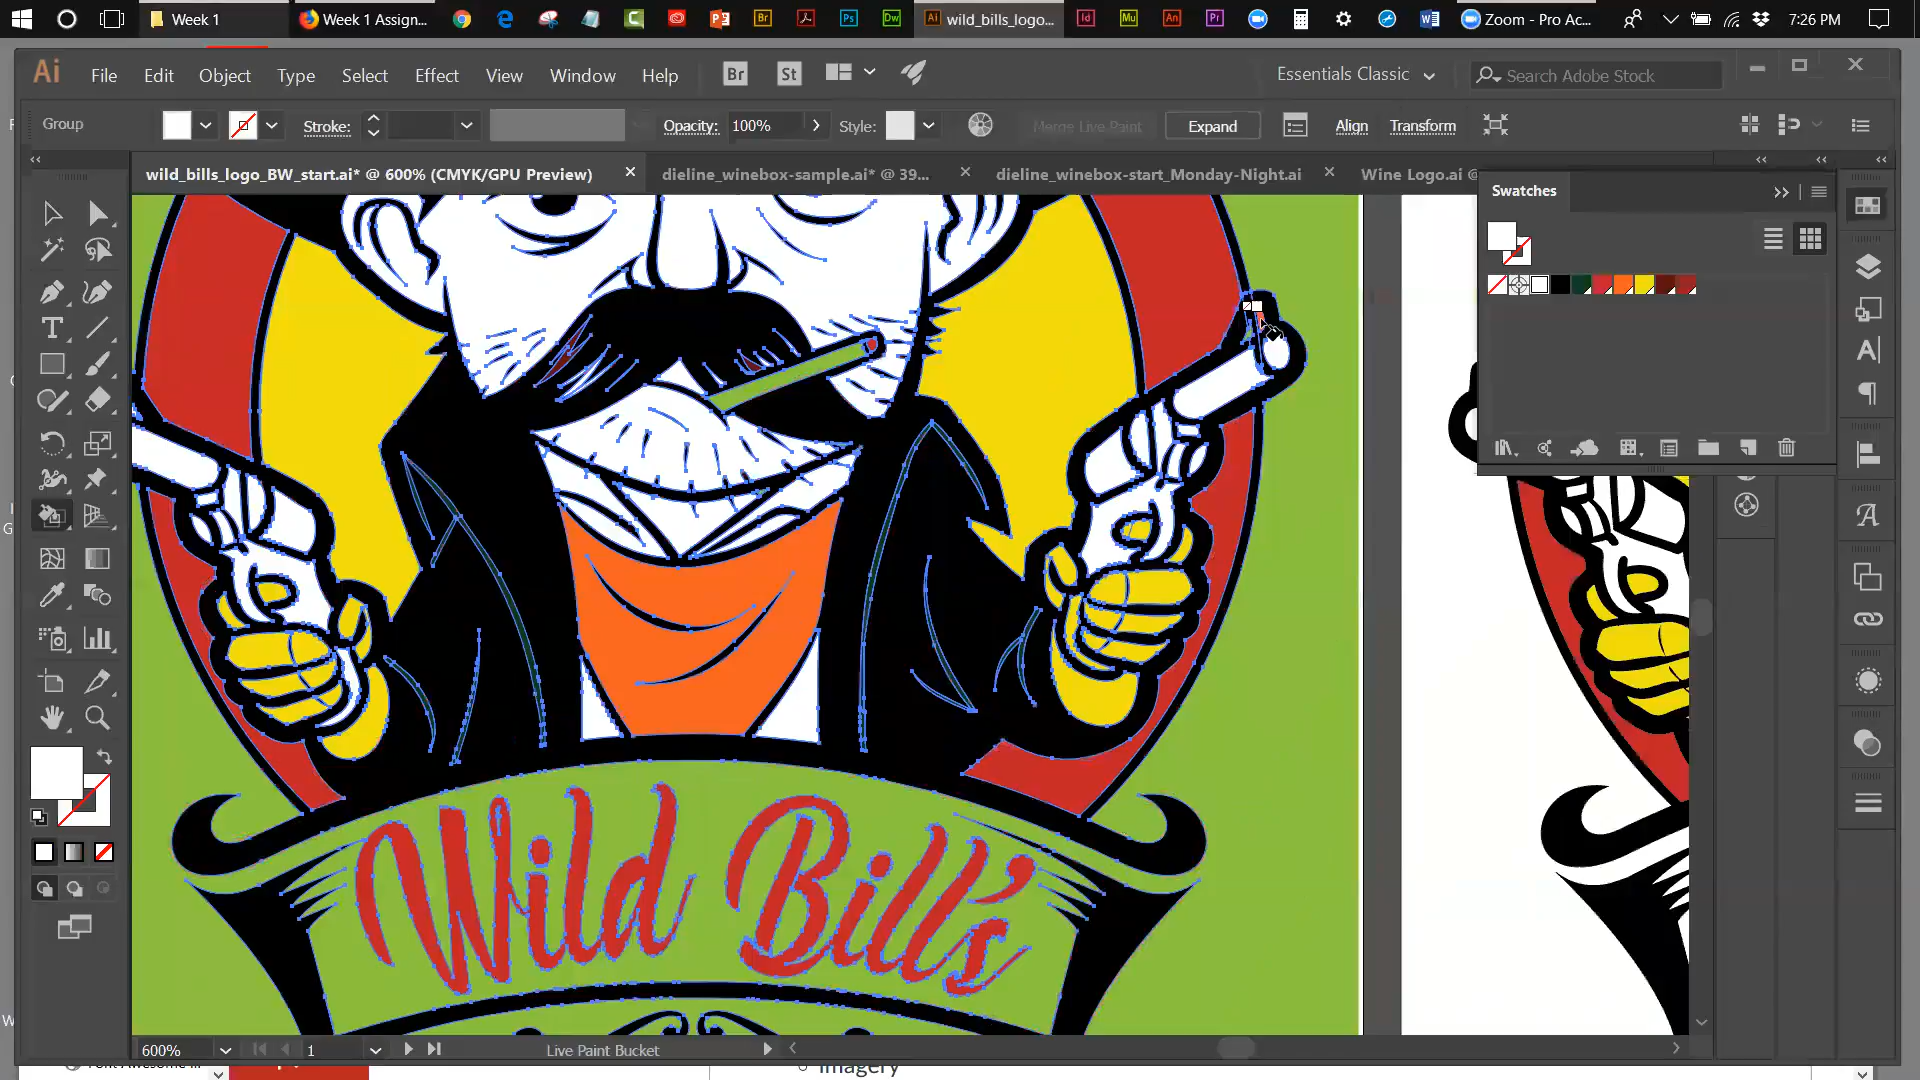 Week 1
Week 1 Assign...
wild_bills_logo...
Zoom - Pro Ac...
7:26 PM
Ai
File
Edit
Object
Type
Select
Effect
View
Window
Help
Br
St
Essentials Classic
Search Adobe Stock
Group
Stroke:
Opacity:
100%
Style:
Merge Live Paint
Expand
Align
Transform
wild_bills_logo_BW_start.ai* @ 600% (CMYK/GPU Preview)
dieline_winebox-sample.ai* @ 39...
dieline_winebox-start_Monday-Night.ai
Wine Logo.ai @
Swatches
Wild Bill's
600%
1
Live Paint Bucket
Imagery